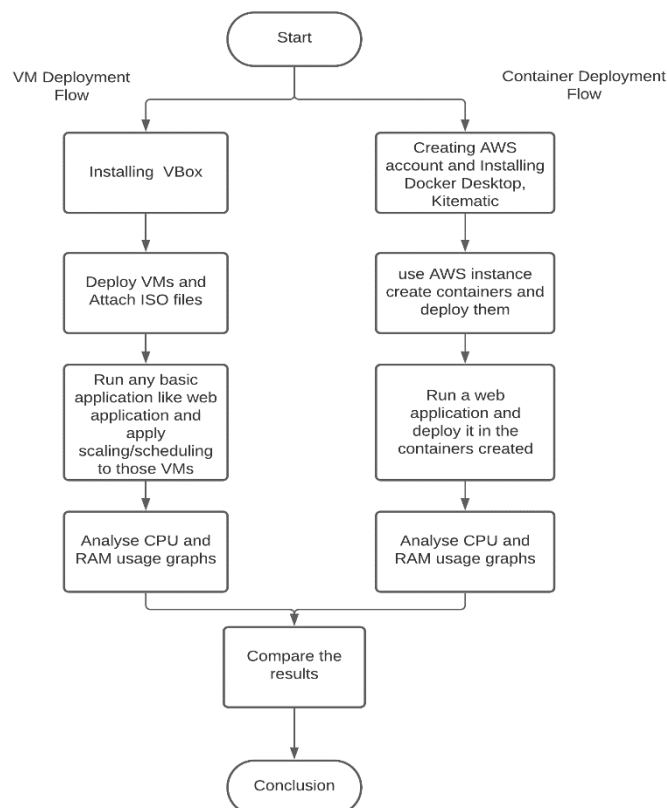 Start
VM Deployment
Flow
Container Deployment
Flow
Installing VBox
Creating AWS
account and Installing
Docker Desktop,
Kitematic
Deploy VMs and
Attach ISO files
use AWS instance
create containers and
deploy them
Run any basic
application like web
application and
apply
scaling/scheduling
to those VMs
Run a web
application and
deploy it in the
containers created
Analyse CPU and
RAM usage graphs
Analyse CPU and
RAM usage graphs
Compare the
results
Conclusion